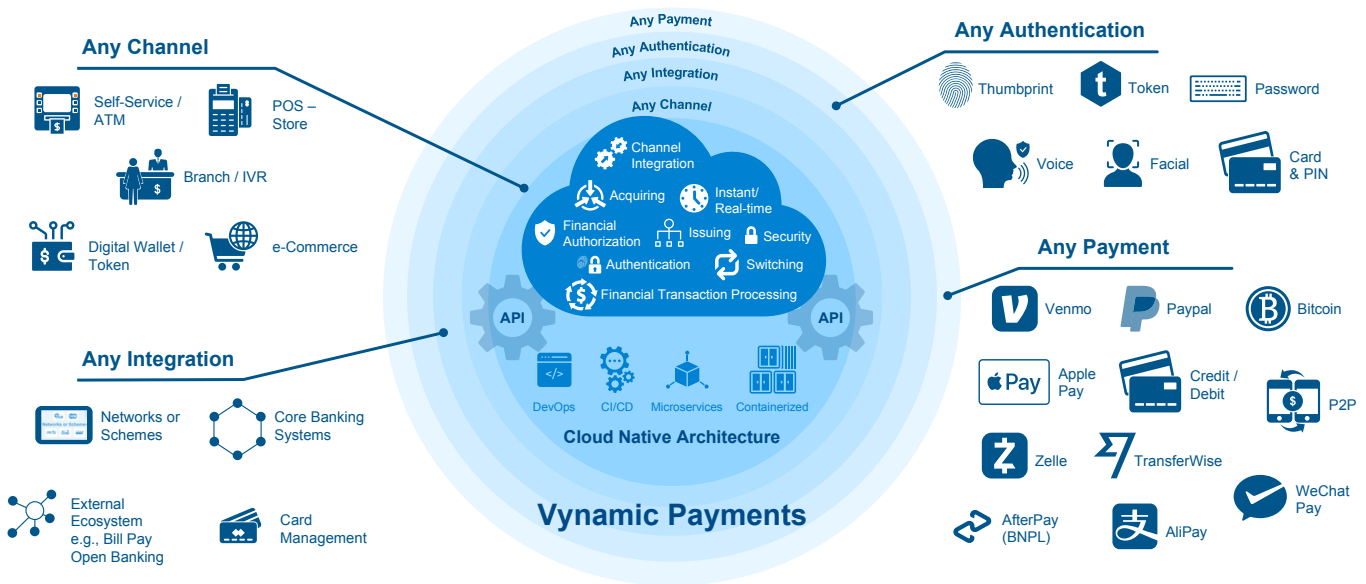 Any Channel
Self-Service /
ATM
$
POS –
Store
Branch / IVR
$
Digital Wallet /
Token
$
e-Commerce
Any Integration
Networks or
Schemes
Networks or Schemes
Core Banking
Systems
External
Ecosystem
e.g., Bill Pay
Open Banking
Card
Management
Any Payment
Any Authentication
Any Integration
Any Channel
Channel
Integration
Acquiring
Instant/
Real-time
Financial
Authorization
Issuing
Security
Authentication
Switching
$
Financial Transaction Processing
API
API
</>
DevOps
CI/CD
Microservices
Containerized
Cloud Native Architecture
Vynamic Payments
Any Authentication
Thumbprint
t
Token
Password
Voice
Facial
Card
& PIN
Any Payment
Venmo
Paypal
Bitcoin
Pay
Apple
Pay
Credit /
Debit
$
P2P
Zelle
TransferWise
WeChat
Pay
AfterPay
(BNPL)
支
AliPay